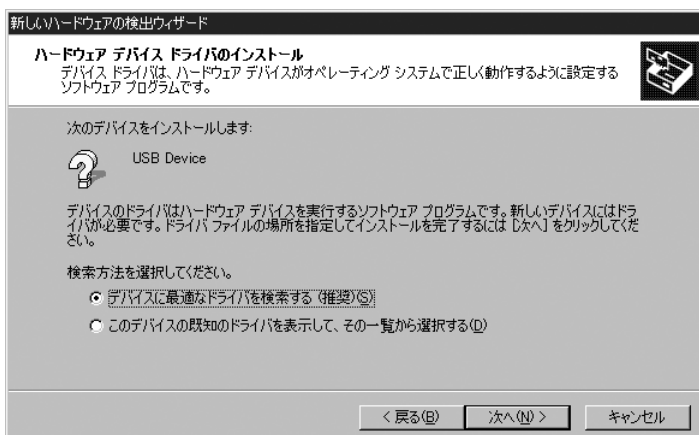 新しいハードウェアの検出ウィザード
ハードウェア デバイス ドライバのインストール
デバイス ドライバは、ハードウェア デバイスがオペレーティング システムで正しく動作するように設定する
ソフトウェア プログラムです。
次のデバイスをインストールします:
USB Device
デバイスのドライバはハードウェア デバイスを実行するソフトウェア プログラムです。新しいデバイスにはドラ
イバが必要です。ドライバ ファイルの場所を指定してインストールを完了するには [次へ] をクリックしてくだ
さい。
検索方法を選択してください。
デバイスに最適なドライバを検索する (推奨)(S)
このデバイスの既知のドライバを表示して、その一覧から選択する(D)
< 戻る(B)
次へ(N) >
キャンセル